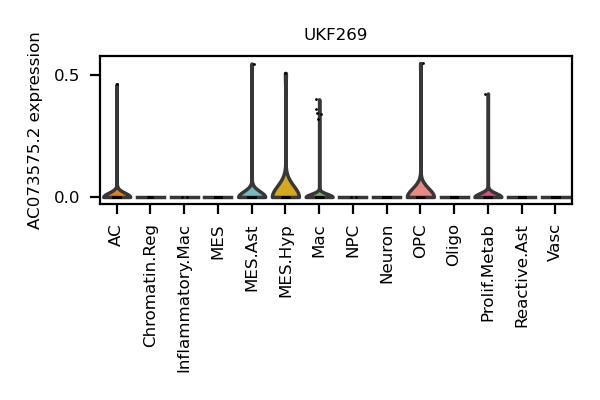 UKF269
AC073575.2 expression
0.5
0.0
AC
Chromatin.Reg
Inflammatory.Mac
MES
MES.Ast
MES.Hyp
Mac
NPC
Neuron
OPC
Oligo
Prolif.Metab
Reactive.Ast
Vasc